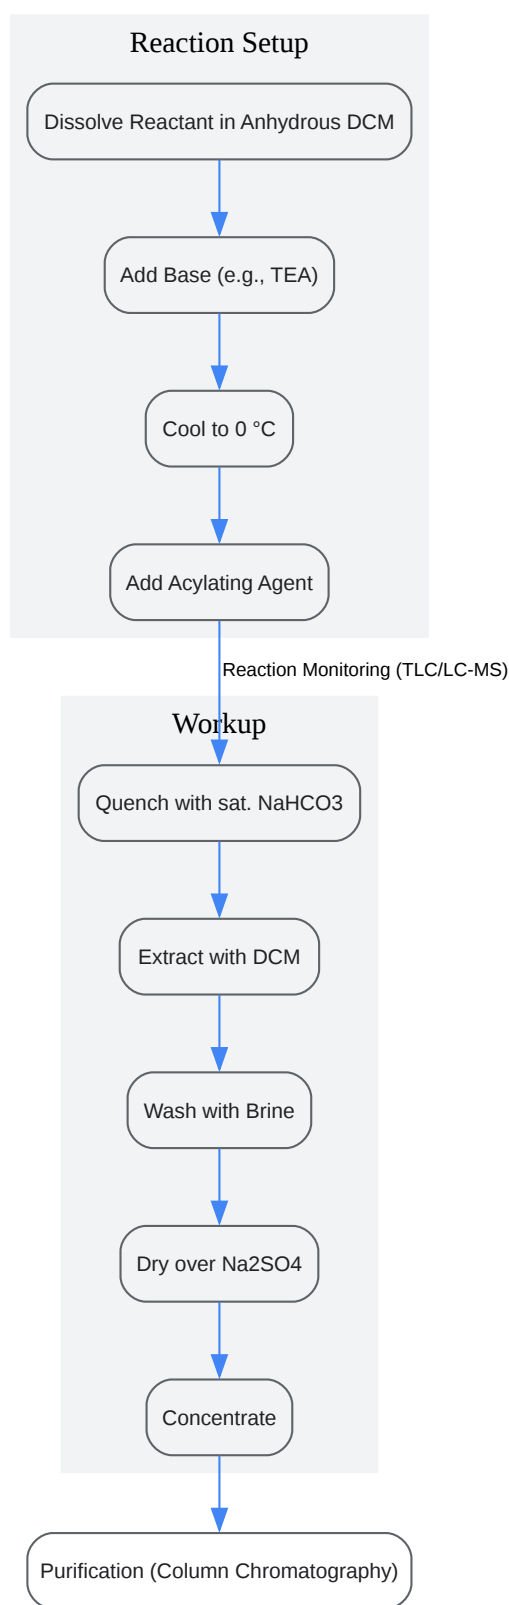 Reaction Setup
Dissolve Reactant in Anhydrous DCM
Add Base (e.g., TEA)
Cool to 0 °C
Add Acylating Agent
Reaction Monitoring (TLC/LC-MS)
Workup
Quench with sat. NaHCO3
Extract with DCM
Wash with Brine
Dry over Na2SO4
Concentrate
Purification (Column Chromatography)